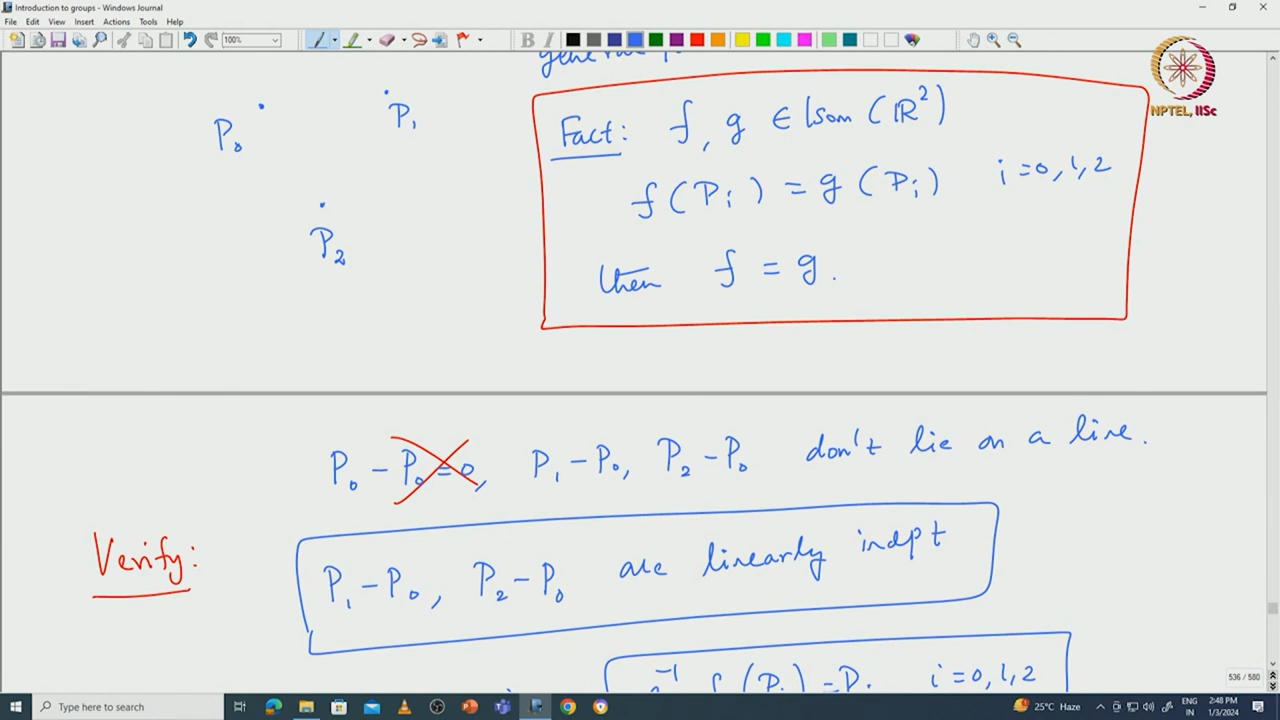 Introduction to groups - Windows Journal
File Edit View Insert Actions Tools Help
100%
B I
NPTEL, IISc
P₀
P₁
P₂
Fact: f, g ∈ Isom (ℝ²)
f(Pᵢ) = g(Pᵢ) i=0,1,2
then f = g.
P₀ - P₀ = 0, P₁ - P₀, P₂ - P₀ don't lie on a line.
Verify:
P₁ - P₀, P₂ - P₀ are linearly indpt
i=0,1,2
536 / 580
Type here to search
25°C Haze
ENG
IN
2:48 PM
1/3/2024